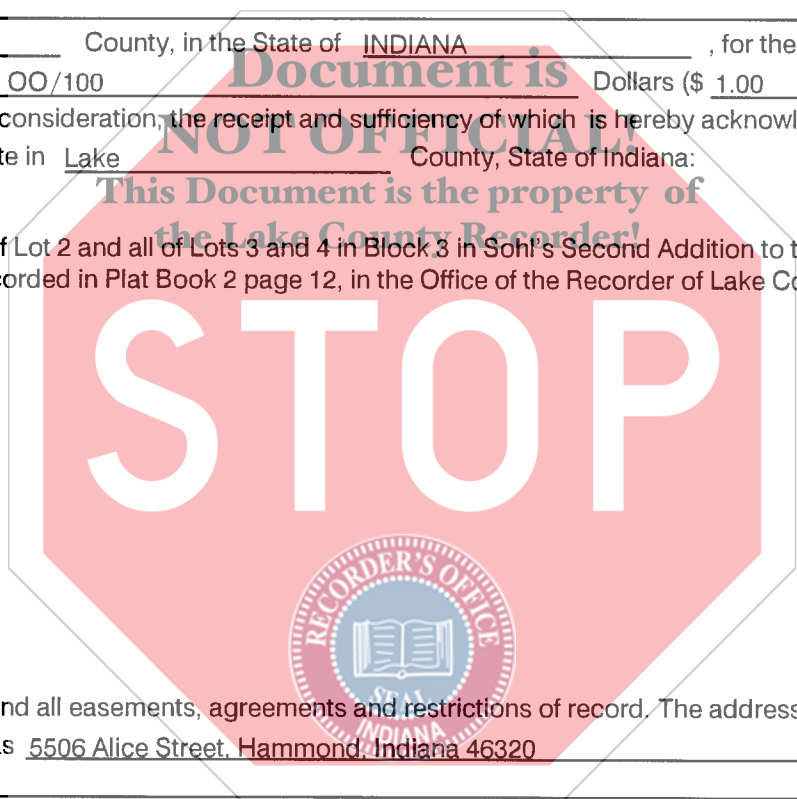 County, in the State of INDIANA , for the
Document is
OO/100 Dollars ($ 1.00
consideration, the receipt and sufficiency of which is hereby acknowl
NOT OFFICIAL!
te in Lake County, State of Indiana:
This Document is the property of
the Lake County Recorder!
f Lot 2 and all of Lots 3 and 4 in Block 3 in Sohl's Second Addition to t
corded in Plat Book 2 page 12, in the Office of the Recorder of Lake Co
STOP
RECORDER'S OFFICE
SEAL
INDIANA
nd all easements, agreements and restrictions of record. The address
s 5506 Alice Street, Hammond, Indiana 46320